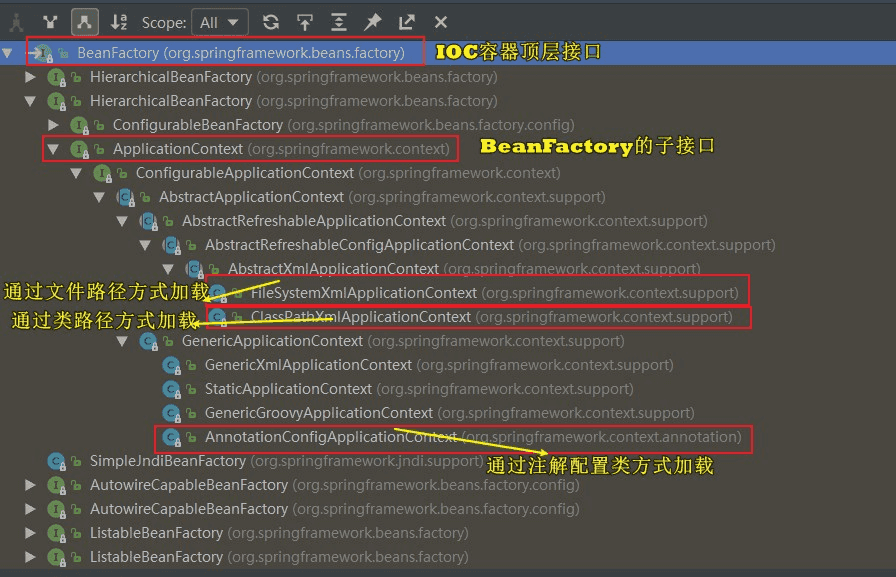 Scope: All
BeanFactory (org.springframework.beans.factory) IOC容器顶层接口
HierarchicalBeanFactory (org.springframework.beans.factory)
HierarchicalBeanFactory (org.springframework.beans.factory)
ConfigurableBeanFactory (org.springframework.beans.factory.config)
ApplicationContext (org.springframework.context) BeanFactory的子接口
ConfigurableApplicationContext (org.springframework.context)
AbstractApplicationContext (org.springframework.context.support)
AbstractRefreshableApplicationContext (org.springframework.context.support)
AbstractRefreshableConfigApplicationContext (org.springframework.context.support)
AbstractXmlApplicationContext (org.springframework.context.support)
通过文件路径方式加载 FileSystemXmlApplicationContext (org.springframework.context.support)
通过类路径方式加载 ClassPathXmlApplicationContext (org.springframework.context.support)
GenericApplicationContext (org.springframework.context.support)
GenericXmlApplicationContext (org.springframework.context.support)
StaticApplicationContext (org.springframework.context.support)
GenericGroovyApplicationContext (org.springframework.context.support)
AnnotationConfigApplicationContext (org.springframework.context.annotation)
SimpleJndiBeanFactory (org.springframework.jndi.support) 通过注解配置类方式加载
AutowireCapableBeanFactory (org.springframework.beans.factory.config)
AutowireCapableBeanFactory (org.springframework.beans.factory.config)
ListableBeanFactory (org.springframework.beans.factory)
ListableBeanFactory (org.springframework.beans.factory)